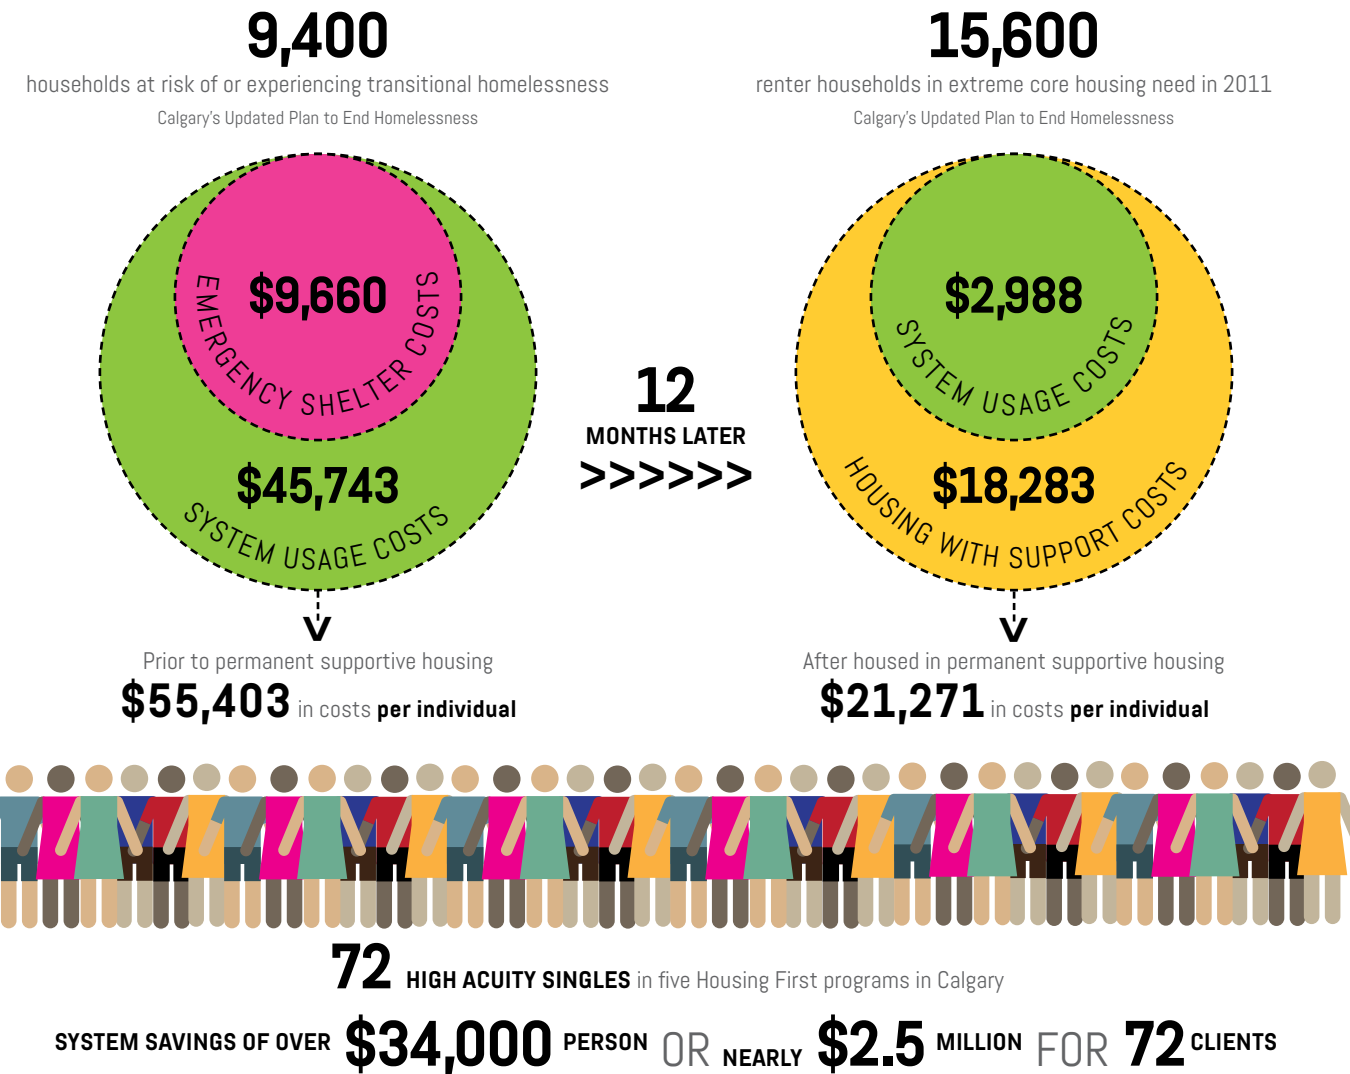 9,400
households at risk of or experiencing transitional homelessness
Calgary's Updated Plan to End Homelessness
15,600
renter households in extreme core housing need in 2011
Calgary's Updated Plan to End Homelessness
$9,660
EMERGENCY SHELTER COSTS
$45,743
SYSTEM USAGE COSTS
12
MONTHS LATER
>>>>>>
$2,988
SYSTEM USAGE COSTS
$18,283
HOUSING WITH SUPPORT COSTS
Prior to permanent supportive housing
$55,403 in costs per individual
After housed in permanent supportive housing
$21,271 in costs per individual
72 HIGH ACUITY SINGLES in five Housing First programs in Calgary
SYSTEM SAVINGS OF OVER $34,000 PERSON OR NEARLY $2.5 MILLION FOR 72 CLIENTS